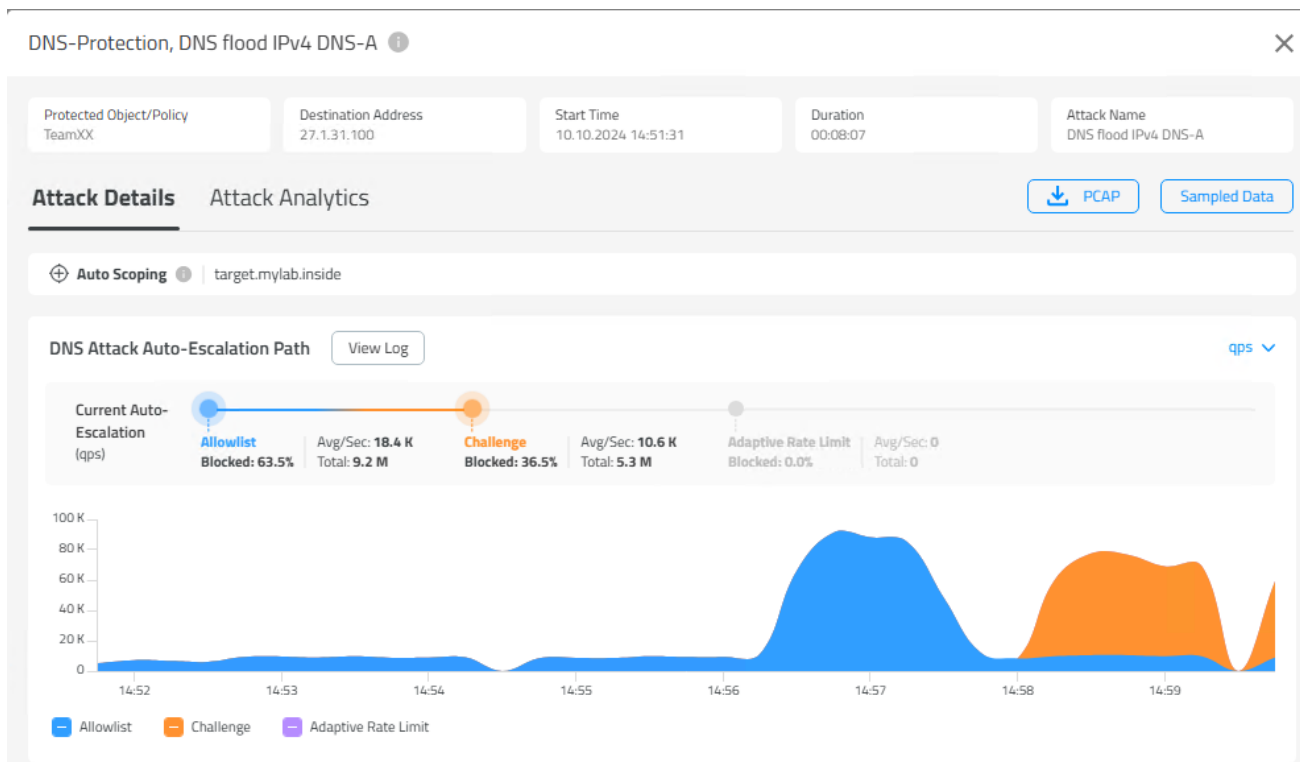 DNS-Protection, DNS flood IPv4 DNS-A
Protected Object/Policy
TeamXX
Destination Address
27.1.31.100
Start Time
10.10.2024 14:51:31
Duration
00:08:07
Attack Name
DNS flood IPv4 DNS-A
Attack Details
Attack Analytics
PCAP
Sampled Data
Auto Scoping
target.mylab.inside
DNS Attack Auto-Escalation Path
View Log
qps
Current Auto-
Escalation
(qps)
Allowlist
Blocked: 63.5%
Avg/Sec: 18.4 K
Total: 9.2 M
Challenge
Blocked: 36.5%
Avg/Sec: 10.6 K
Total: 5.3 M
Adaptive Rate Limit
Blocked: 0.0%
Avg/Sec: 0
Total: 0
100 K
80 K
60 K
40 K
20 K
0
14:52
14:53
14:54
14:55
14:56
14:57
14:58
14:59
Allowlist
Challenge
Adaptive Rate Limit